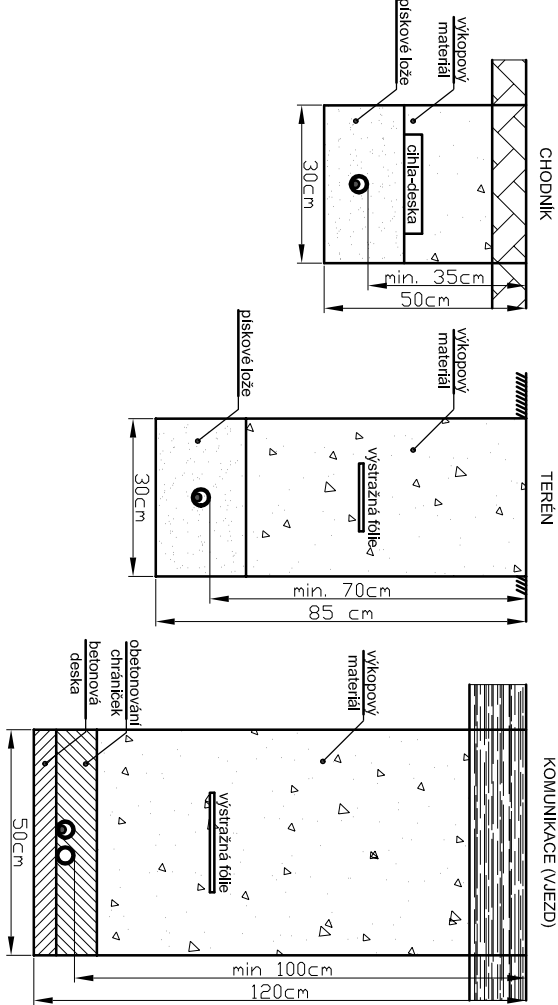 CHODNÍK
výkopový
materiál
pískové lože
cihla-deska
30cm
min. 35cm
50cm
TERÉN
výkopový
materiál
pískové lože
výstražná fólie
30cm
min. 70cm
85 cm
KOMUNIKACE (VJEZD)
výkopový
materiál
obetonování
chrániček
betonová
deska
výstražná fólie
50cm
min 100cm
120cm